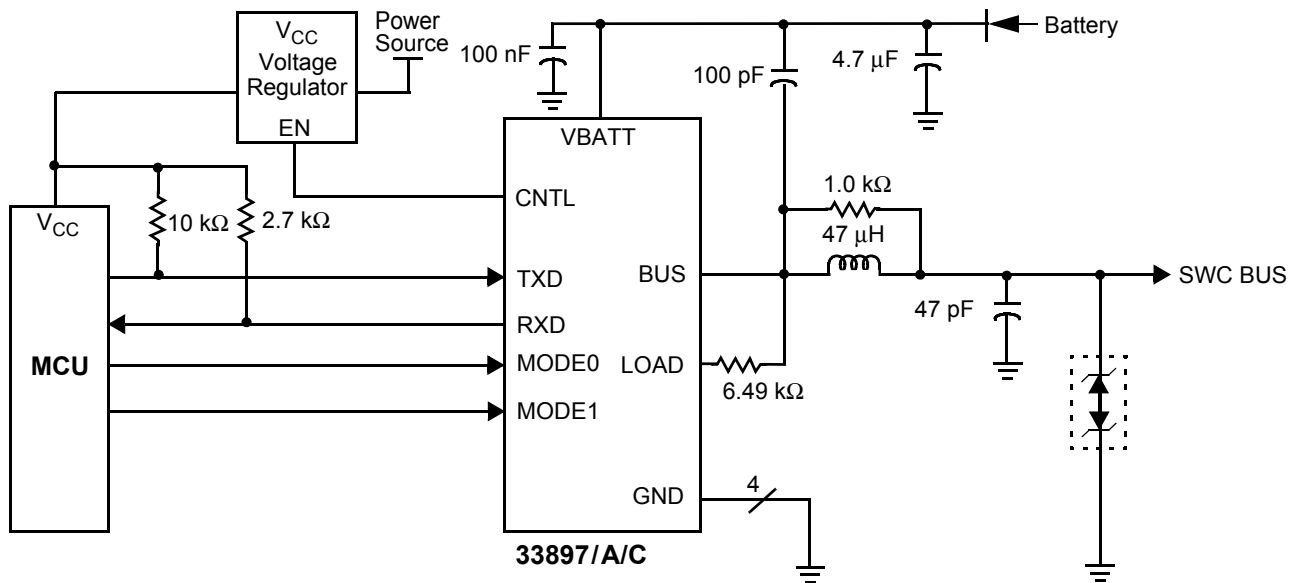 V_CC
Voltage
Regulator
EN
Power
Source
100 nF
100 pF
4.7 μF
Battery
VBATT
CNTL
1.0 kΩ
47 μH
V_CC
10 kΩ
2.7 kΩ
TXD
BUS
SWC BUS
47 pF
RXD
MCU
MODE0
LOAD
6.49 kΩ
MODE1
GND
4
33897/A/C